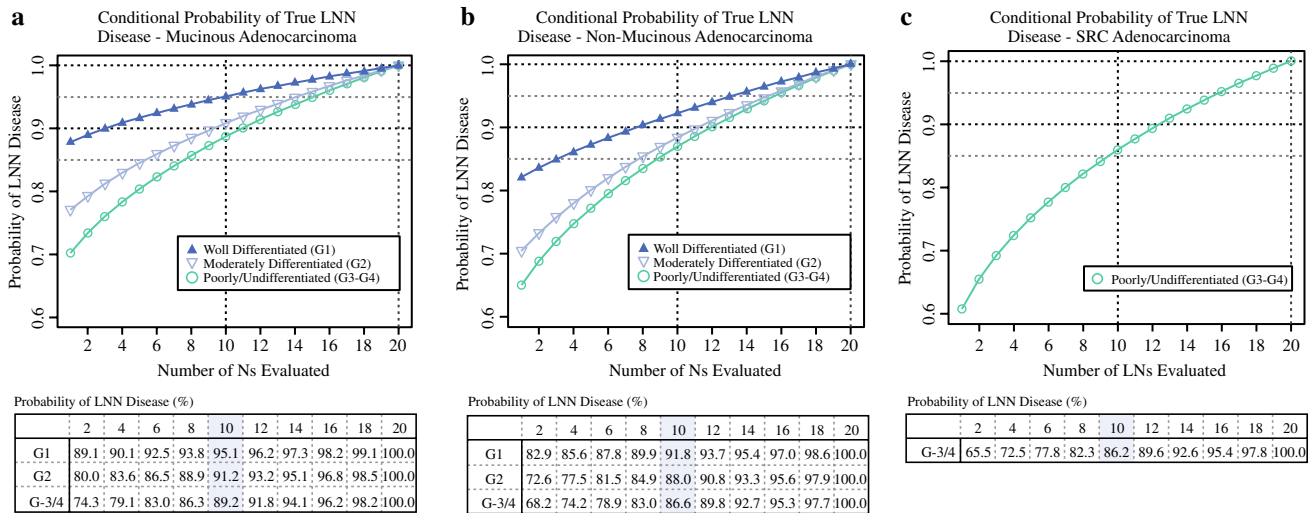 a
Conditional Probability of True LNN
Disease - Mucinous Adenocarcinoma
Probability of LNN Disease
1.0
0.9
0.8
0.7
0.6
Woll Differentiated (G1)
Moderately Differentiated (G2)
Poorly/Undifferentiated (G3-G4)
2 4 6 8 10 12 14 16 18 20
Number of Ns Evaluated
Probability of LNN Disease (%)
2 4 6 8 10 12 14 16 18 20
G1 89.1 90.1 92.5 93.8 95.1 96.2 97.3 98.2 99.1 100.0
G2 80.0 83.6 86.5 88.9 91.2 93.2 95.1 96.8 98.5 100.0
G-3/4 74.3 79.1 83.0 86.3 89.2 91.8 94.1 96.2 98.2 100.0
b
Conditional Probability of True LNN
Disease - Non-Mucinous Adenocarcinoma
Probability of LNN Disease
1.0
0.9
0.8
0.7
0.6
Woll Differentiated (G1)
Moderately Differentiated (G2)
Poorly/Undifferentiated (G3-G4)
2 4 6 8 10 12 14 16 18 20
Number of Ns Evaluated
Probability of LNN Disease (%)
2 4 6 8 10 12 14 16 18 20
G1 82.9 85.6 87.8 89.9 91.8 93.7 95.4 97.0 98.6 100.0
G2 72.6 77.5 81.5 84.9 88.0 90.8 93.3 95.6 97.9 100.0
G-3/4 68.2 74.2 78.9 83.0 86.6 89.8 92.7 95.3 97.7 100.0
c
Conditional Probability of True LNN
Disease - SRC Adenocarcinoma
Probability of LNN Disease
1.0
0.9
0.8
0.7
0.6
Poorly/Undifferentiated (G3-G4)
2 4 6 8 10 12 14 16 18 20
Number of LNs Evaluated
Probability of LNN Disease (%)
2 4 6 8 10 12 14 16 18 20
G-3/4 65.5 72.5 77.8 82.3 86.2 89.6 92.6 95.4 97.8 100.0